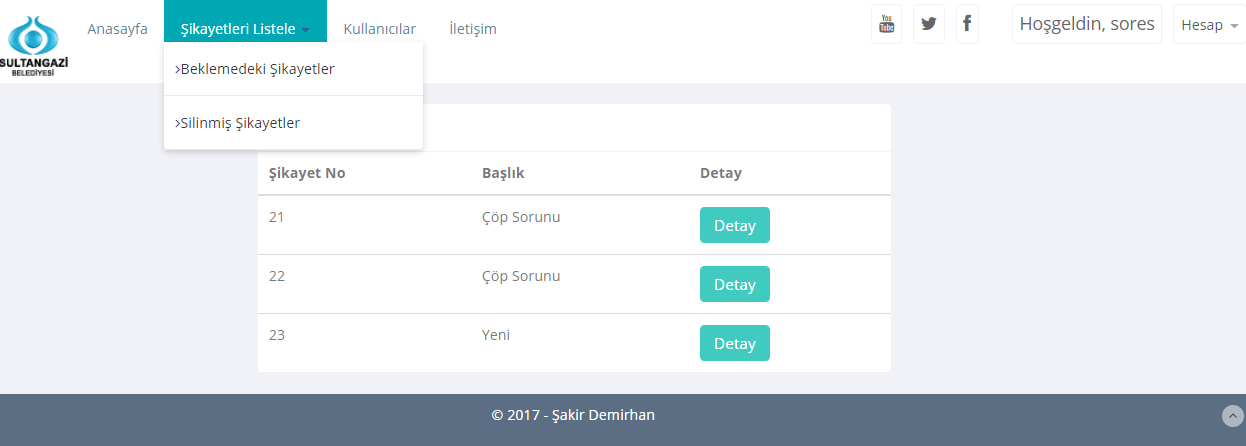 SULTANGAZİ
BELEDİYESİ
Anasayfa
Şikayetleri Listele
Kullanıcılar
İletişim
You
Tube
Hoşgeldin, sores
Hesap
Beklemedeki Şikayetler
Silinmiş Şikayetler
Şikayet No Başlık Detay
21 Çöp Sorunu Detay
22 Çöp Sorunu Detay
23 Yeni Detay
© 2017 - Şakir Demirhan